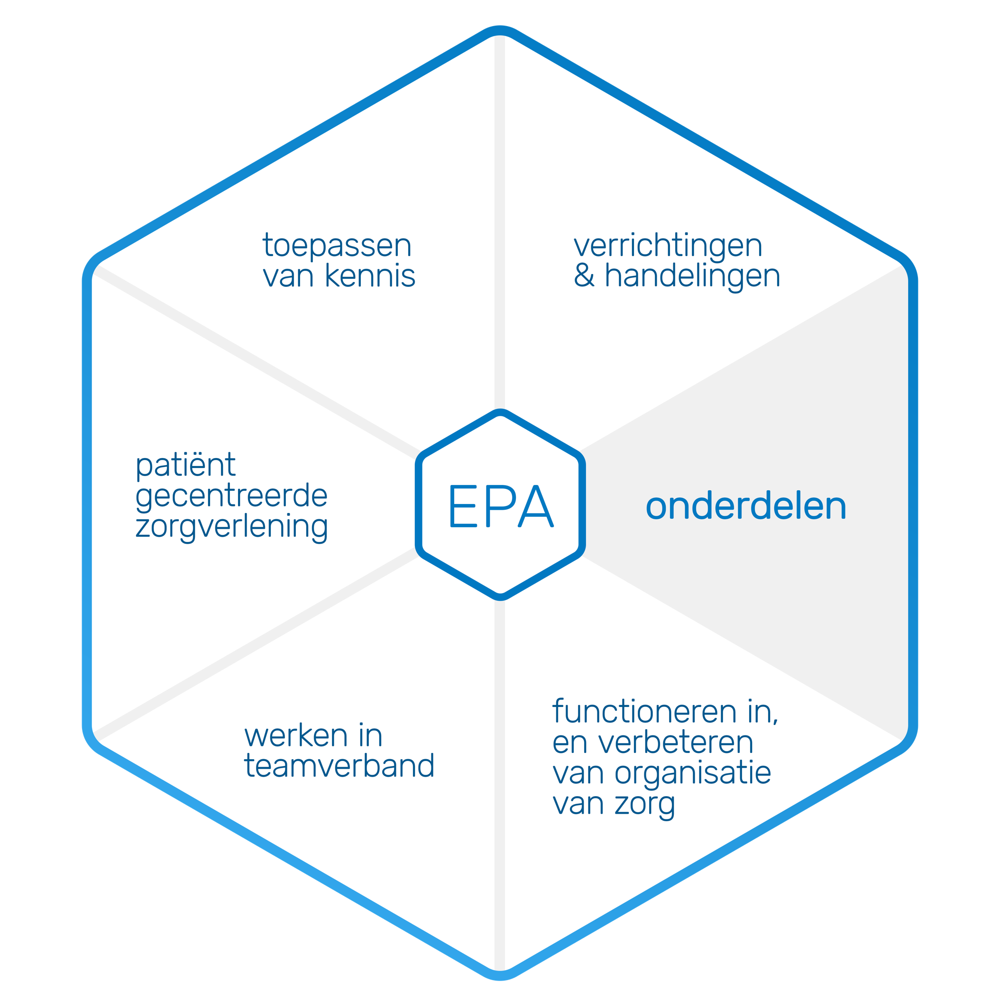 toepassen
van kennis
verrichtingen
& handelingen
patiënt
gecentreerde
zorgverlening
EPA
onderdelen
werken in
teamverband
functioneren in,
en verbeteren
van organisatie
van zorg